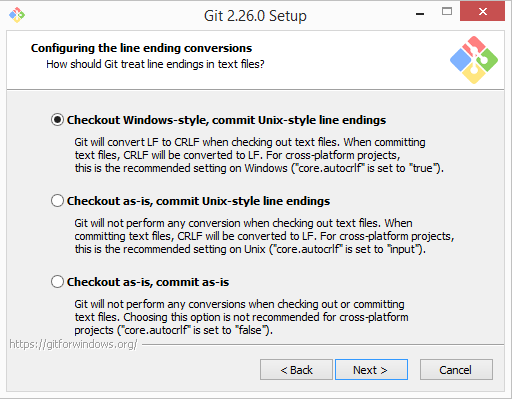 Git 2.26.0 Setup
Configuring the line ending conversions
How should Git treat line endings in text files?
Checkout Windows-style, commit Unix-style line endings
Git will convert LF to CRLF when checking out text files. When committing
text files, CRLF will be converted to LF. For cross-platform projects,
this is the recommended setting on Windows ("core.autocrlf" is set to "true").
Checkout as-is, commit Unix-style line endings
Git will not perform any conversion when checking out text files. When
committing text files, CRLF will be converted to LF. For cross-platform projects,
this is the recommended setting on Unix ("core.autocrlf" is set to "input").
Checkout as-is, commit as-is
Git will not perform any conversions when checking out or committing
text files. Choosing this option is not recommended for cross-platform
projects ("core.autocrlf" is set to "false").
https://gitforwindows.org/
< Back
Next >
Cancel